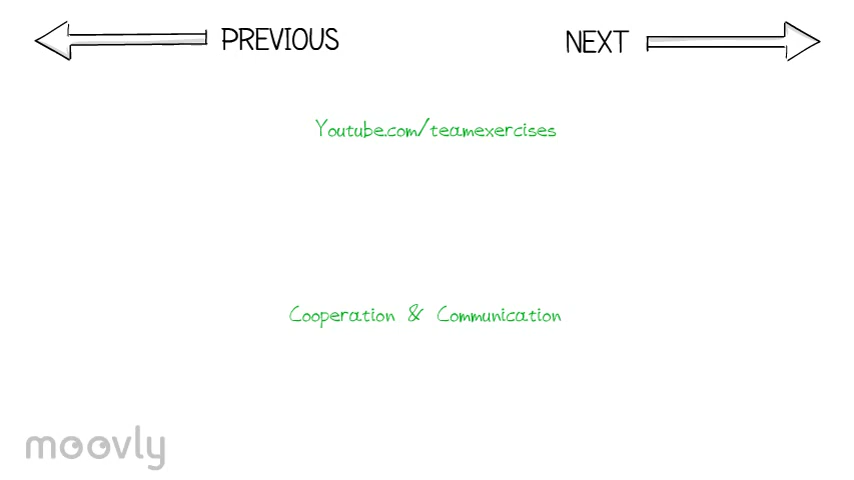 PREVIOUS NEXT
Youtube.com/teamexercises
Cooperation & Communication
moovly